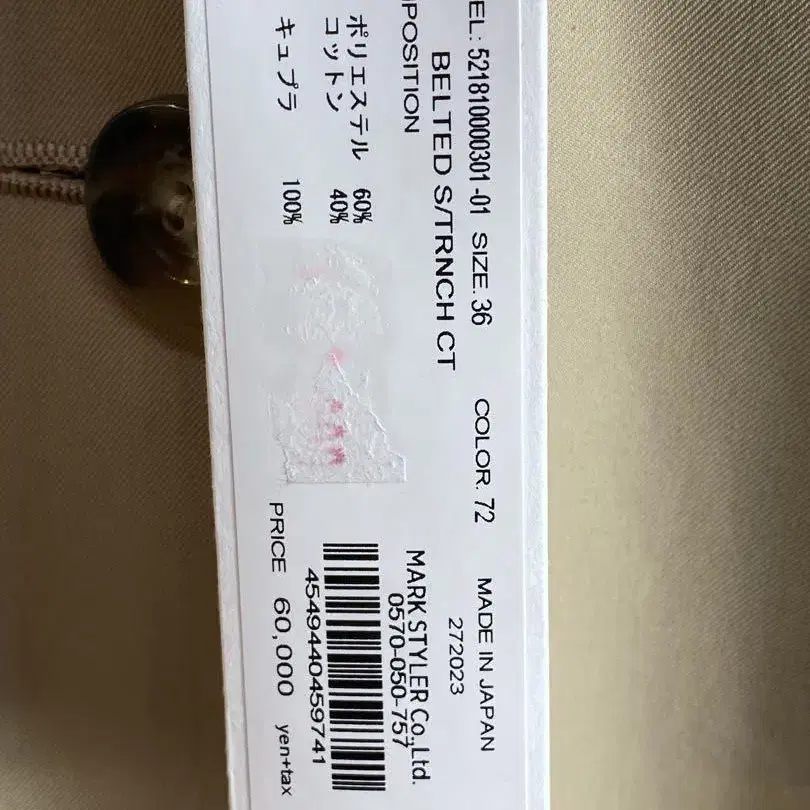 EL: 521810000301-01 SIZE. 36 COLOR. 72 MADE IN JAPAN
272023
BELTED S/TRNCH CT
POSITION
ポリエステル 60%
コットン 40%
キュプラ 100%
MARK STYLER Co.,Ltd.
0570-050-757
4549440459741
PRICE 60,000 yen+tax